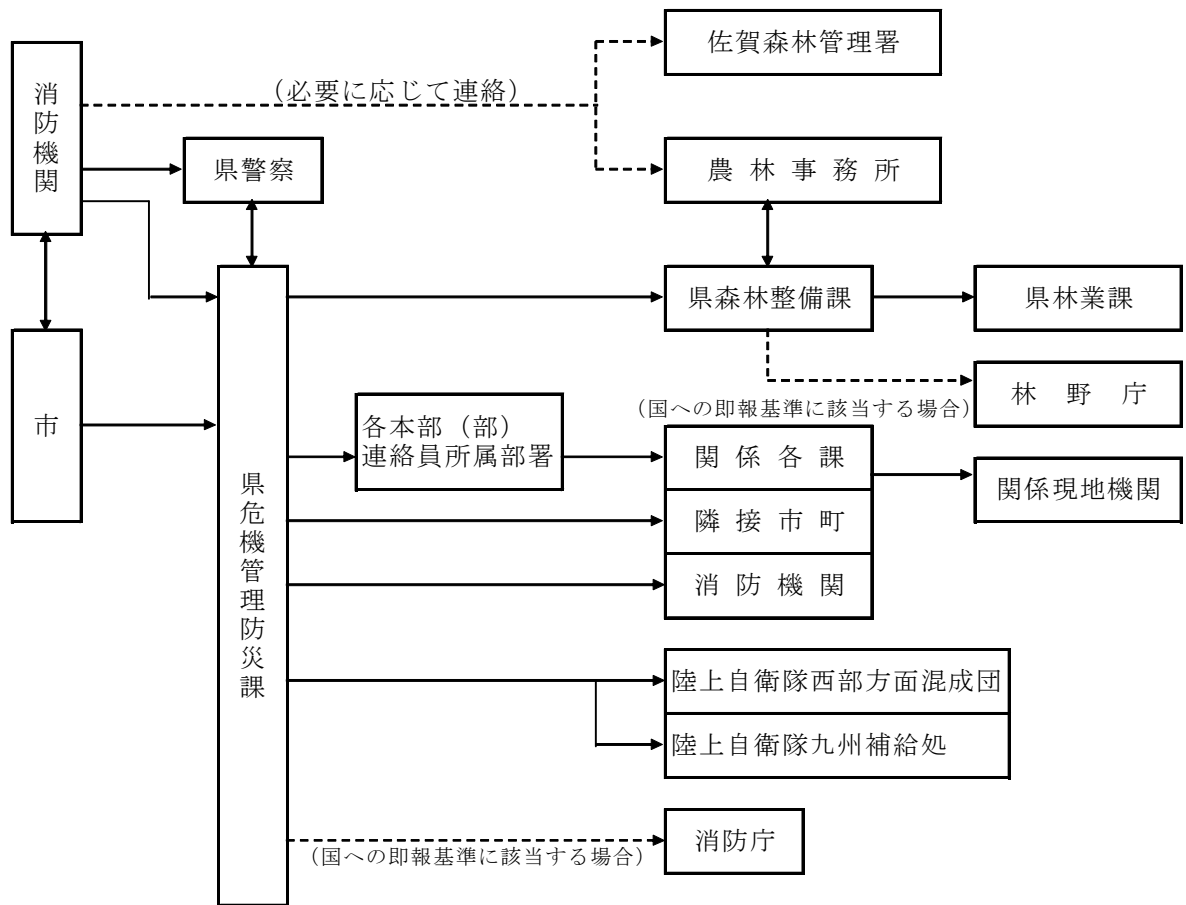 佐賀森林管理署
消防機関
（必要に応じて連絡）
県警察
農林事務所
県森林整備課
県林業課
市
林野庁
（国への即報基準に該当する場合）
各本部（部）
連絡員所属部署
関係各課
関係現地機関
県危機管理防災課
隣接市町
消防機関
陸上自衛隊西部方面混成団
陸上自衛隊九州補給処
消防庁
（国への即報基準に該当する場合）